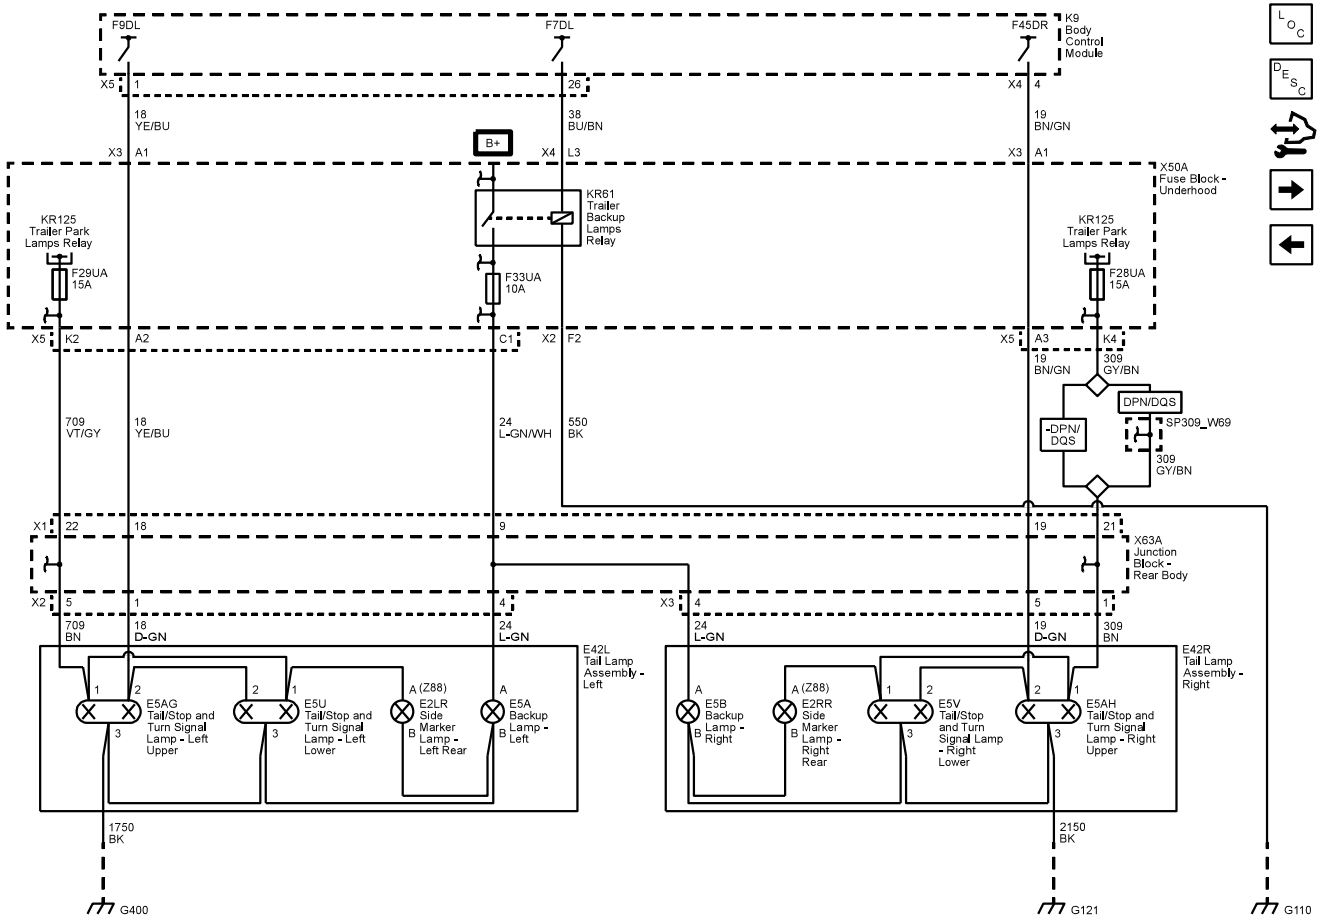 F9DL
F7DL
F45DR
K9
Body
Control
Module
L
O
C
D
E
S
C
X5
1
26
X4
4
18
YE/BU
38
BU/BN
19
BN/GN
B+
X3
A1
X4
L3
X3
A1
X50A
Fuse Block -
Underhood
KR61
Trailer
Backup
Lamps
Relay
KR125
Trailer Park
Lamps Relay
KR125
Trailer Park
Lamps Relay
F29UA
15A
F33UA
10A
F28UA
15A
X5
K2
A2
C1
X2
F2
X5
A3
K4
19
BN/GN
309
GY/BN
DPN/DQS
709
VT/GY
18
YE/BU
24
L-GN/WH
550
BK
-DPN/
DQS
SP309_W69
309
GY/BN
X1
22
18
9
19
21
X63A
Junction
Block -
Rear Body
X2
5
1
4
X3
4
5
1
709
BN
18
D-GN
24
L-GN
24
L-GN
19
D-GN
309
BN
E42L
Tail Lamp
Assembly -
Left
E42R
Tail Lamp
Assembly -
Right
1
2
2
1
A
(Z88)
A
A
A
(Z88)
1
2
2
1
E5AG
Tail/Stop and
Turn Signal
Lamp - Left
Upper
E5U
Tail/Stop and
Turn Signal
Lamp - Left
Lower
E2LR
Side
Marker
Lamp -
Left Rear
E5A
Backup
Lamp -
Left
E5B
Backup
Lamp -
Right
E2RR
Side
Marker
Lamp -
Right
Rear
E5V
Tail/Stop
and Turn
Signal Lamp
- Right
Lower
E5AH
Tail/Stop and
Turn Signal
Lamp - Right
Upper
3
3
B
B
B
B
3
3
1750
BK
2150
BK
G400
G121
G110